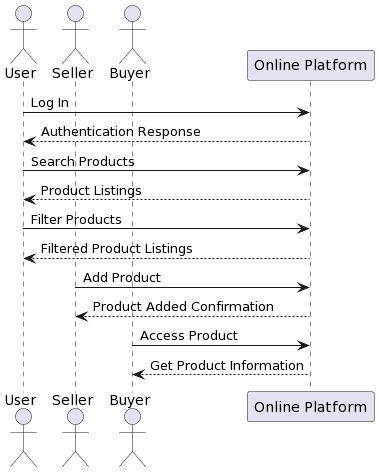 User Seller Buyer Online Platform
Log In
Authentication Response
Search Products
Product Listings
Filter Products
Filtered Product Listings
Add Product
Product Added Confirmation
Access Product
Get Product Information
User Seller Buyer Online Platform